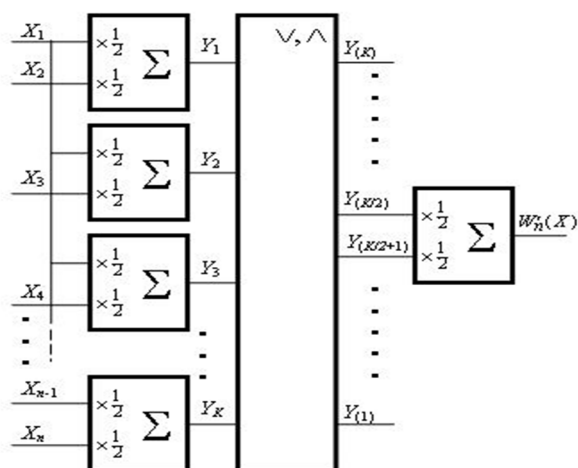 X₁ ×½ Σ Y₁ ∨, ∧ Y₍K₎
X₂ ×½
×½ Σ Y₂
X₃ ×½
Y₍K/2₎ ×½ Σ W′ₙ(X)
Y₍K/2+1₎ ×½
×½ Σ Y₃
X₄ ×½
Xₙ₋₁ ×½ Σ Y_K Y₍₁₎
Xₙ ×½